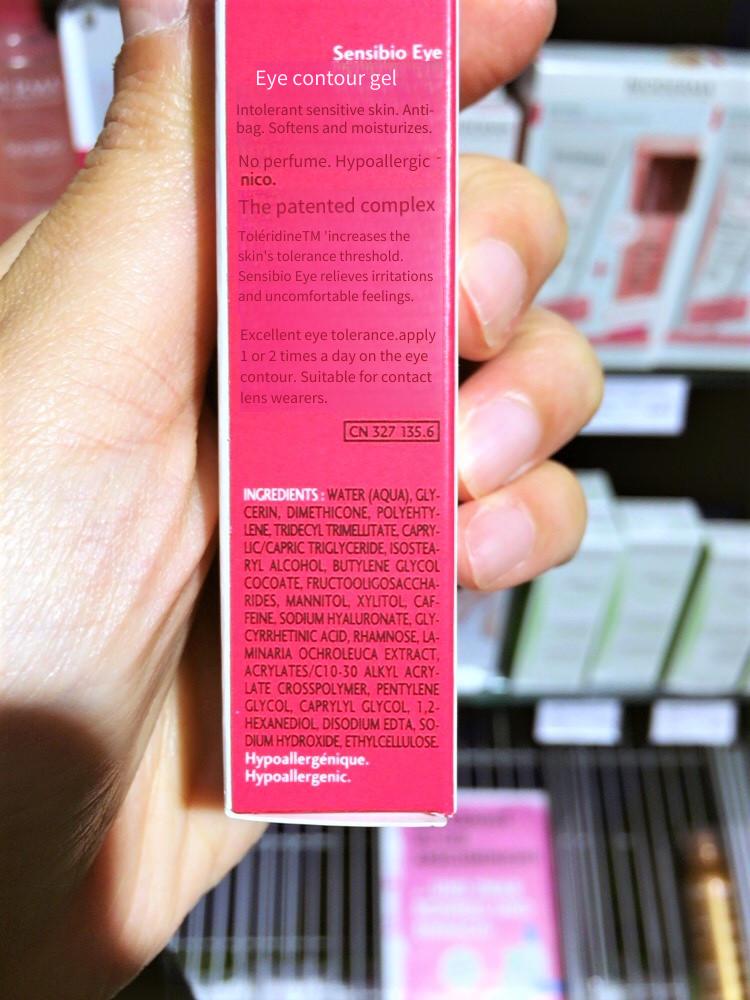 Sensibio Eye
Eye contour gel
Intolerant sensitive skin. Anti-
bag. Softens and moisturizes.
No perfume. Hypoallergic -
nico.
The patented complex
ToléridineTM 'increases the
skin's tolerance threshold.
Sensibio Eye relieves irritations
and uncomfortable feelings.
Excellent eye tolerance.apply
1 or 2 times a day on the eye
contour. Suitable for contact
lens wearers.
CN 327 135.6
INGREDIENTS : WATER (AQUA), GLY-
CERIN, DIMETHICONE, POLYEHTY-
LENE, TRIDECYL TRIMELLITATE, CAPRY-
LIC/CAPRIC TRIGLYCERIDE, ISOSTEA-
RYL ALCOHOL, BUTYLENE GLYCOL
COCOATE, FRUCTOOLIGOSACCHA-
RIDES, MANNITOL, XYLITOL, CAF-
FEINE, SODIUM HYALURONATE, GLY-
CYRRHETINIC ACID, RHAMNOSE, LA-
MINARIA OCHROLEUCA EXTRACT,
ACRYLATES/C10-30 ALKYL ACRY-
LATE CROSSPOLYMER, PENTYLENE
GLYCOL, CAPRYLYL GLYCOL, 1,2-
HEXANEDIOL, DISODIUM EDTA, SO-
DIUM HYDROXIDE, ETHYLCELLULOSE.
Hypoallergénique.
Hypoallergenic.